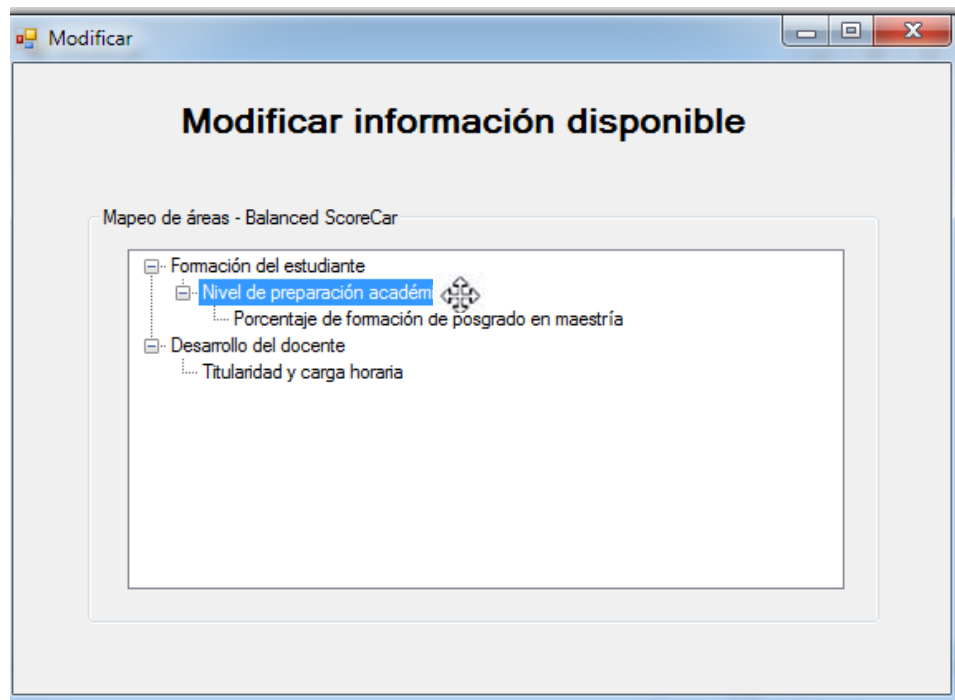 Modificar
Modificar información disponible
Mapeo de áreas - Balanced ScoreCar
Formación del estudiante
Nivel de preparación académi
Porcentaje de formación de posgrado en maestría
Desarrollo del docente
Titularidad y carga horaria